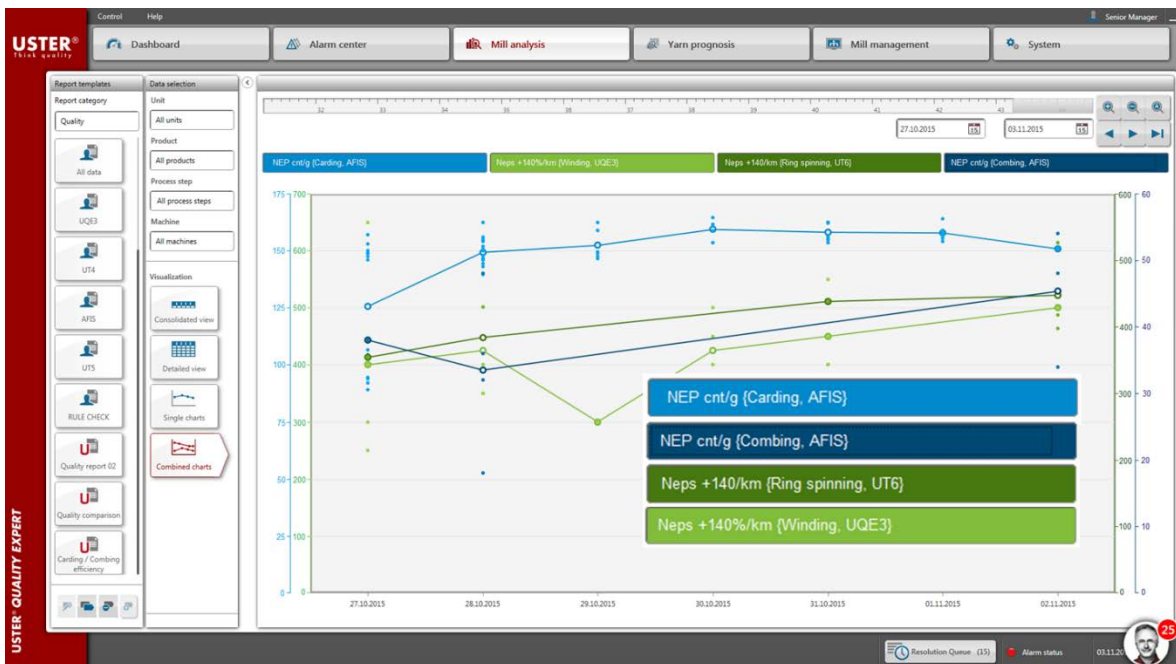 Control Help
Senior Manager
USTER®
Think quality
Dashboard
Alarm center
Mill analysis
Yarn prognosis
Mill management
System
Report templates
Report category
Quality
All data
UQE3
UT4
AFIS
UT5
RULE CHECK
Quality report 02
Quality comparison
Carding / Combing
efficiency
Data selection
Unit
All units
Product
All products
Process step
All process steps
Machine
All machines
Visualization
Consolidated view
Detailed view
Single charts
Combined charts
32 33 34 35 36 37 38 39 40 41 42 43
27.10.2015 15 03.11.2015 15
NEP cnt/g {Carding, AFIS} Neps +140%/km {Winding, UQE3} Neps +140/km {Ring spinning, UT6} NEP cnt/g {Combing, AFIS}
175 700 600 60
150 600
500 50
125 500
400 40
100 400
300 30
75 300
200 20
50 200
100 10
25 100
0 0 0 0
NEP cnt/g {Carding, AFIS}
NEP cnt/g {Combing, AFIS}
Neps +140/km {Ring spinning, UT6}
Neps +140%/km {Winding, UQE3}
27.10.2015 28.10.2015 29.10.2015 30.10.2015 31.10.2015 01.11.2015 02.11.2015
USTER® QUALITY EXPERT
Resolution Queue (15) Alarm status
25